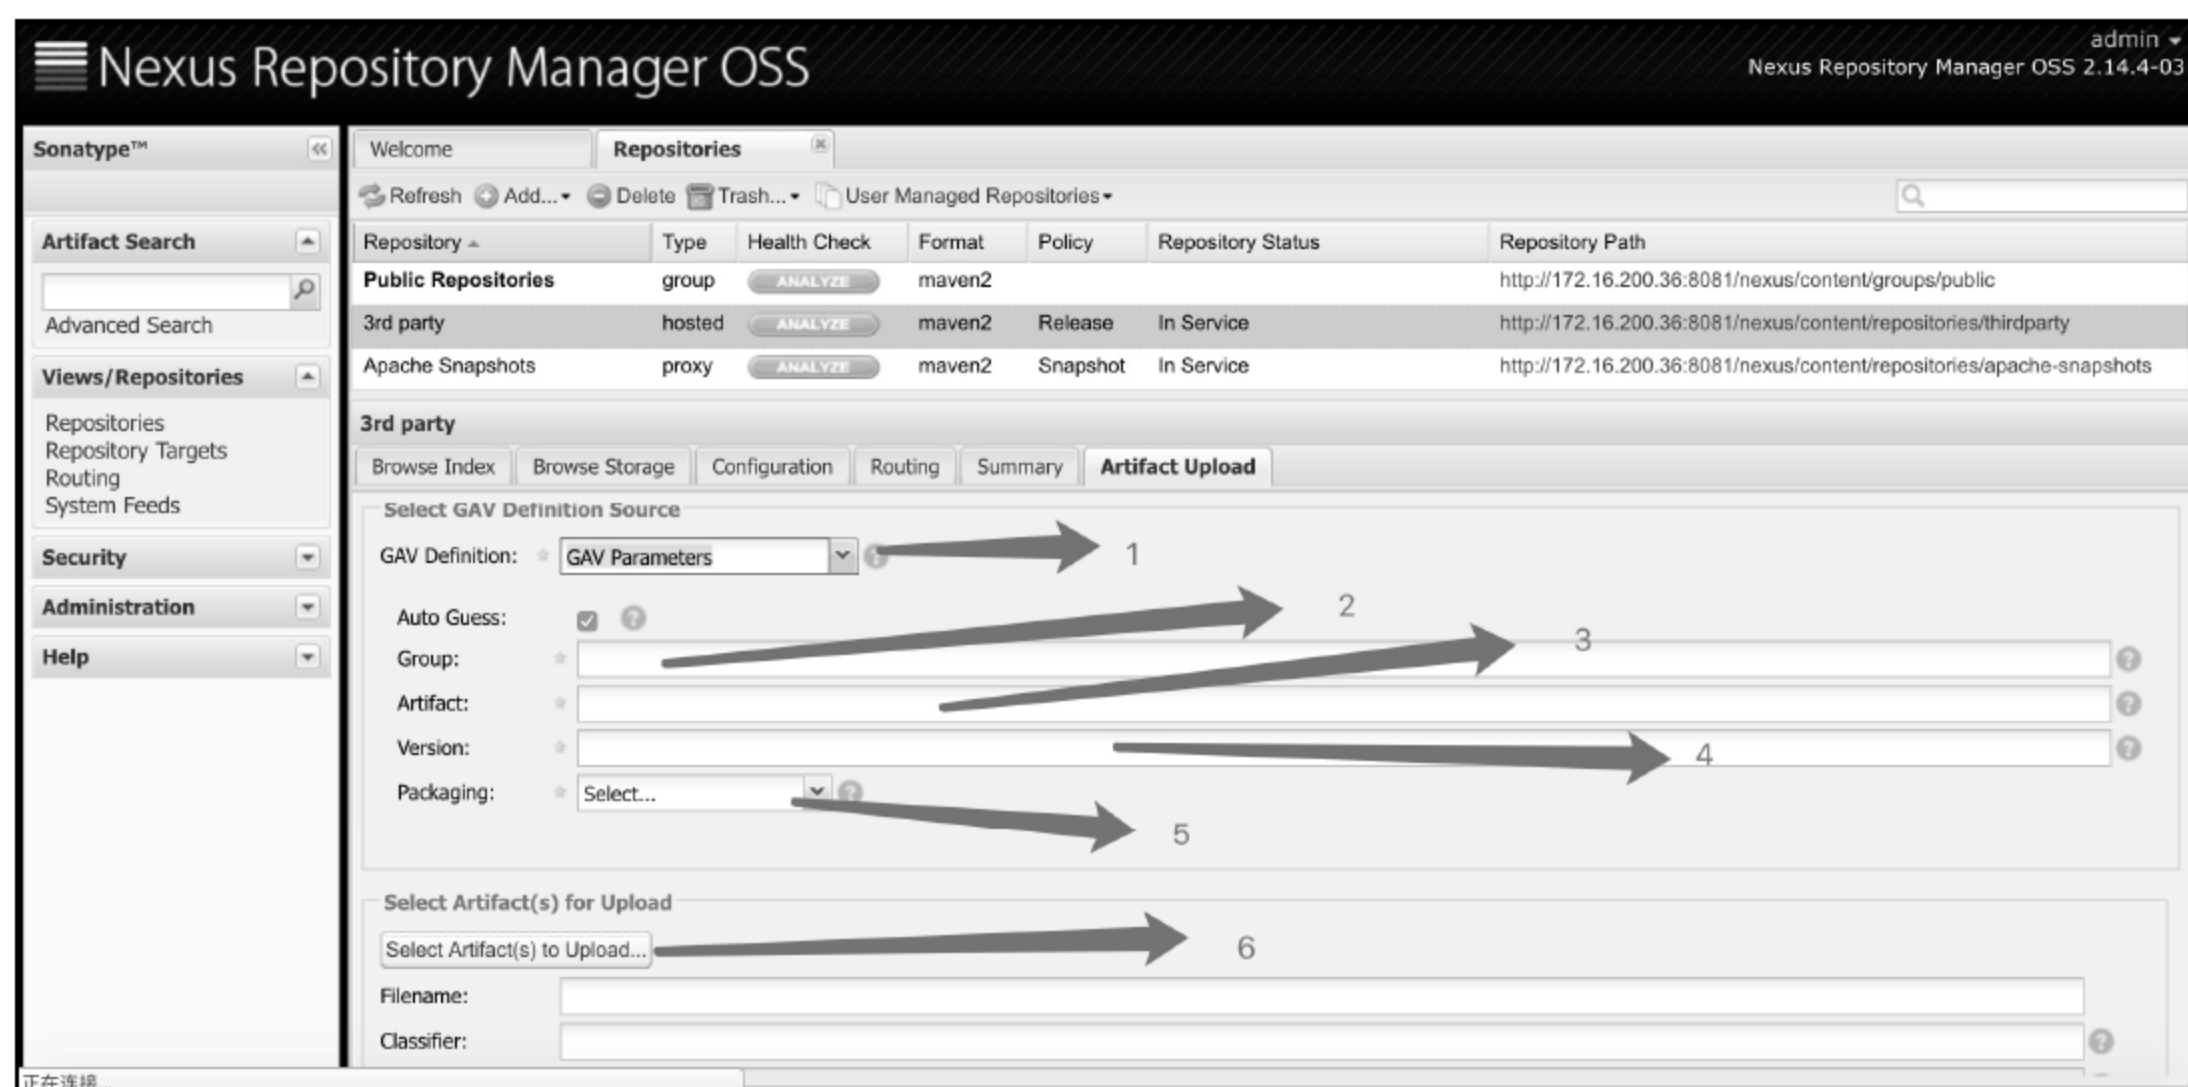 Nexus Repository Manager OSS
admin
Nexus Repository Manager OSS 2.14.4-03
Sonatype™
Welcome
Repositories
Refresh Add... Delete Trash... User Managed Repositories
Artifact Search
Advanced Search
Views/Repositories
Repositories
Repository Targets
Routing
System Feeds
Security
Administration
Help
Repository Type Health Check Format Policy Repository Status Repository Path
Public Repositories group ANALYZE maven2 http://172.16.200.36:8081/nexus/content/groups/public
3rd party hosted ANALYZE maven2 Release In Service http://172.16.200.36:8081/nexus/content/repositories/thirdparty
Apache Snapshots proxy ANALYZE maven2 Snapshot In Service http://172.16.200.36:8081/nexus/content/repositories/apache-snapshots
3rd party
Browse Index Browse Storage Configuration Routing Summary Artifact Upload
Select GAV Definition Source
GAV Definition: GAV Parameters 1
Auto Guess: 2
Group: 3
Artifact:
Version: 4
Packaging: Select...
5
Select Artifact(s) for Upload
Select Artifact(s) to Upload... 6
Filename:
Classifier:
正在连接...